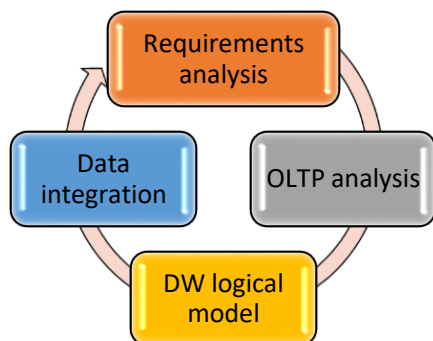 Requirements
analysis
OLTP analysis
DW logical
model
Data
integration